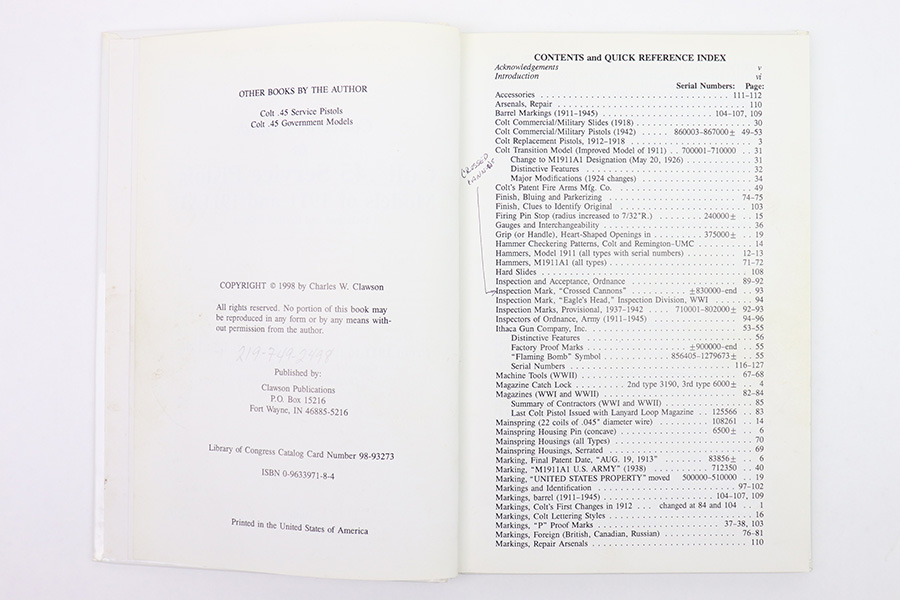 OTHER BOOKS BY THE AUTHOR
Colt .45 Service Pistols
Colt .45 Government Models
COPYRIGHT © 1998 by Charles W. Clawson
All rights reserved. No portion of this book may
be reproduced in any form or by any means with-
out permission from the author.
219-749-2498
Published by:
Clawson Publications
P.O. Box 15216
Fort Wayne, IN 46885-5216
Library of Congress Catalog Card Number 98-93273
ISBN 0-9633971-8-4
Printed in the United States of America
CONTENTS and QUICK REFERENCE INDEX
Acknowledgements v
Introduction vi
Serial Numbers: Page:
Accessories 111–112
Arsenals, Repair 110
Barrel Markings (1911–1945) 104–107, 109
Colt Commercial/Military Slides (1918) 30
Colt Commercial/Military Pistols (1942) 860003–867000± 49–53
Colt Replacement Pistols, 1912–1918 3
Colt Transition Model (Improved Model of 1911) 700001–710000 31
Change to M1911A1 Designation (May 20, 1926) 31
Distinctive Features 32
Major Modifications (1924 changes) 34
CROSSED
CANNONS
Colt's Patent Fire Arms Mfg. Co. 49
Finish, Bluing and Parkerizing 74–75
Finish, Clues to Identify Original 103
Firing Pin Stop (radius increased to 7/32"R.) 240000± 15
Gauges and Interchangeability 36
Grip (or Handle), Heart-Shaped Openings in 375000± 19
Hammer Checkering Patterns, Colt and Remington–UMC 14
Hammers, Model 1911 (all types with serial numbers) 12–13
Hammers, M1911A1 (all types) 71–72
Hard Slides 108
Inspection and Acceptance, Ordnance 89–92
Inspection Mark, "Crossed Cannons" ±830000–end 93
Inspection Mark, "Eagle's Head," Inspection Division, WWI 94
Inspection Marks, Provisional, 1937–1942 710001–802000± 92–93
Inspectors of Ordnance, Army (1911–1945) 94–96
Ithaca Gun Company, Inc. 53–55
Distinctive Features 56
Factory Proof Marks ±900000–end 55
"Flaming Bomb" Symbol 856405–1279673± 55
Serial Numbers 116–127
Machine Tools (WWII) 67–68
Magazine Catch Lock 2nd type 3190, 3rd type 6000± 4
Magazines (WWI and WWII) 82–84
Summary of Contractors (WWI and WWII) 85
Last Colt Pistol Issued with Lanyard Loop Magazine 125566 83
Mainspring (22 coils of .045" diameter wire) 108261 14
Mainspring Housing Pin (concave) 6500± 6
Mainspring Housings (all Types) 70
Mainspring Housings, Serrated 69
Marking, Final Patent Date, "AUG. 19, 1913" 83856± 6
Marking, "M1911A1 U.S. ARMY" (1938) 712350 40
Marking, "UNITED STATES PROPERTY" moved 500000–510000 19
Markings and Identification 97–102
Markings, barrel (1911–1945) 104–107, 109
Markings, Colt's First Changes in 1912 changed at 84 and 104 1
Markings, Colt Lettering Styles 16
Markings, "P" Proof Marks 37–38, 103
Markings, Foreign (British, Canadian, Russian) 76–81
Markings, Repair Arsenals 110